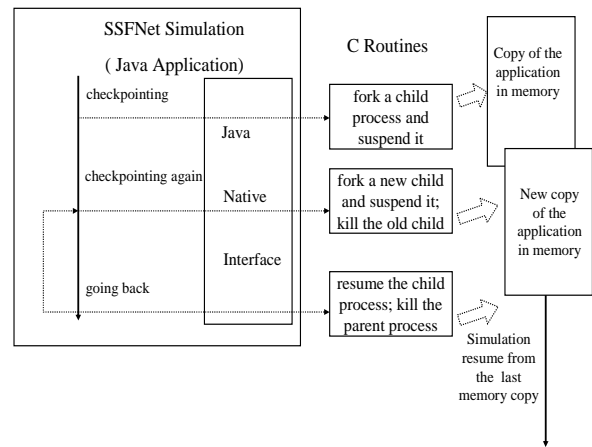 SSFNet Simulation
( Java Application)
checkpointing
Java
checkpointing again
Native
Interface
going back
C Routines
fork a child
process and
suspend it
fork a new child
and suspend it;
kill the old child
resume the child
process; kill the
parent process
Copy of the
application
in memory
New copy
of the
application
in memory
Simulation
resume from
the last
memory copy